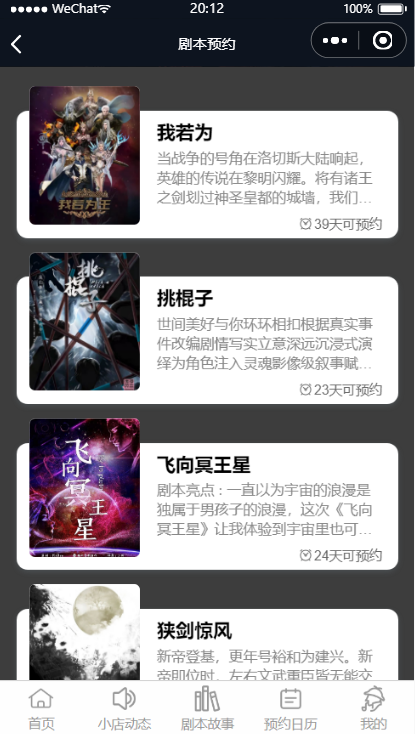 WeChat
20:12
100%
剧本预约
我若为王
我若为
当战争的号角在洛切斯大陆响起，
英雄的传说在黎明闪耀。将有诸王
之剑划过神圣皇都的城墙，我们...
39天可预约
挑棍子
挑棍子
世间美好与你环环相扣根据真实事
件改编剧情写实立意深远沉浸式演
绎为角色注入灵魂影像级叙事赋...
23天可预约
飞向冥王星
飞向冥王星
剧本亮点：一直以为宇宙的浪漫是
独属于男孩子的浪漫，这次《飞向
冥王星》让我体验到宇宙里也可...
24天可预约
狭剑惊风
新帝登基，更年号裕和为建兴。新
帝即位时，左右文武重臣皆无能交
首页
小店动态
剧本故事
预约日历
我的